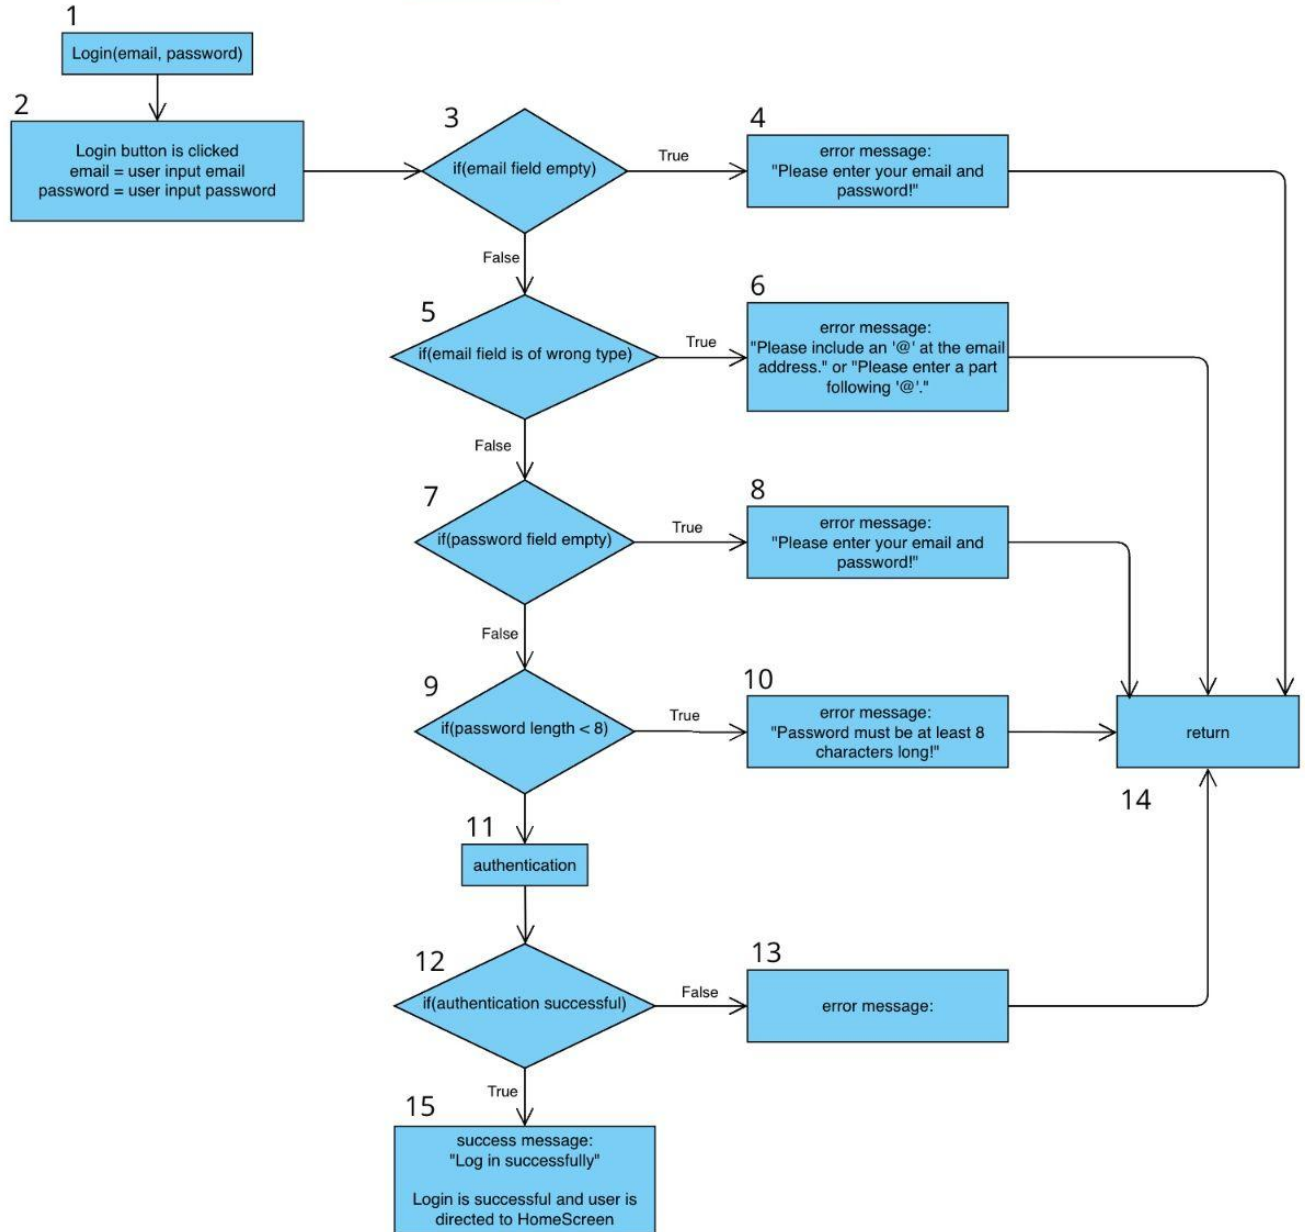 1
Login(email, password)
2
Login button is clicked
email = user input email
password = user input password
3
if(email field empty)
True
4
error message:
"Please enter your email and
password!"
False
5
if(email field is of wrong type)
True
6
error message:
"Please include an '@' at the email
address." or "Please enter a part
following '@'."
False
7
if(password field empty)
True
8
error message:
"Please enter your email and
password!"
False
9
if(password length < 8)
True
10
error message:
"Password must be at least 8
characters long!"
return
14
11
authentication
12
if(authentication successful)
False
13
error message:
True
15
success message:
"Log in successfully"
Login is successful and user is
directed to HomeScreen